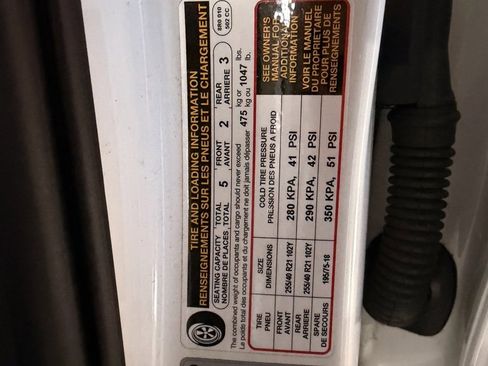 8R0 010
502 CC
TIRE AND LOADING INFORMATION
RENSEIGNEMENTS SUR LES PNEUS ET LE CHARGEMENT
SEATING CAPACITY TOTAL 5 FRONT 2 REAR 3
NOMBRE DE PLACES TOTAL AVANT ARRIERE
The combined weight of occupants and cargo should never exceed 475 kg or 1047 lbs.
Le poids total des occupants et du chargement ne doit jamais dépasser kg ou lb.
TIRE SIZE COLD TIRE PRESSURE
PNEU DIMENSIONS PRESSION DES PNEUS A FROID
FRONT 255/40 R21 102Y 280 KPA, 41 PSI
AVANT
REAR 255/40 R21 102Y 290 KPA, 42 PSI
ARRIERE
SPARE 195/75-18 350 KPA, 51 PSI
DE SECOURS
SEE OWNER'S
MANUAL FOR
ADDITIONAL
INFORMATION
VOIR LE MANUEL
DU PROPRIETAIRE
POUR PLUS DE
RENSEIGNEMENTS